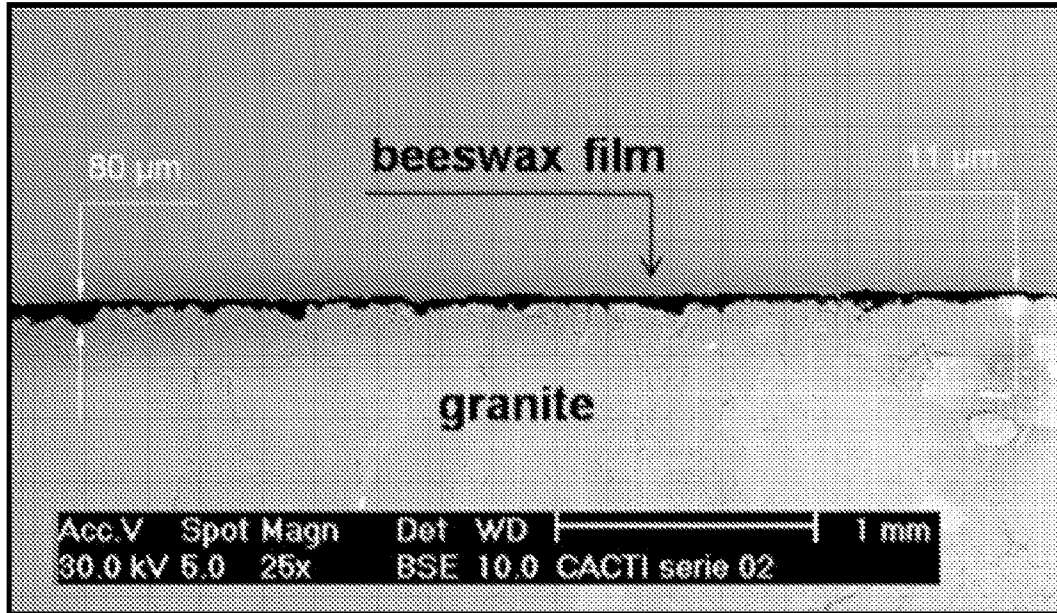 80 µm
beeswax film
11 µm
granite
Acc.V Spot Magn Det WD 1 mm
30.0 kV 5.0 25x BSE 10.0 CACTI serie 02